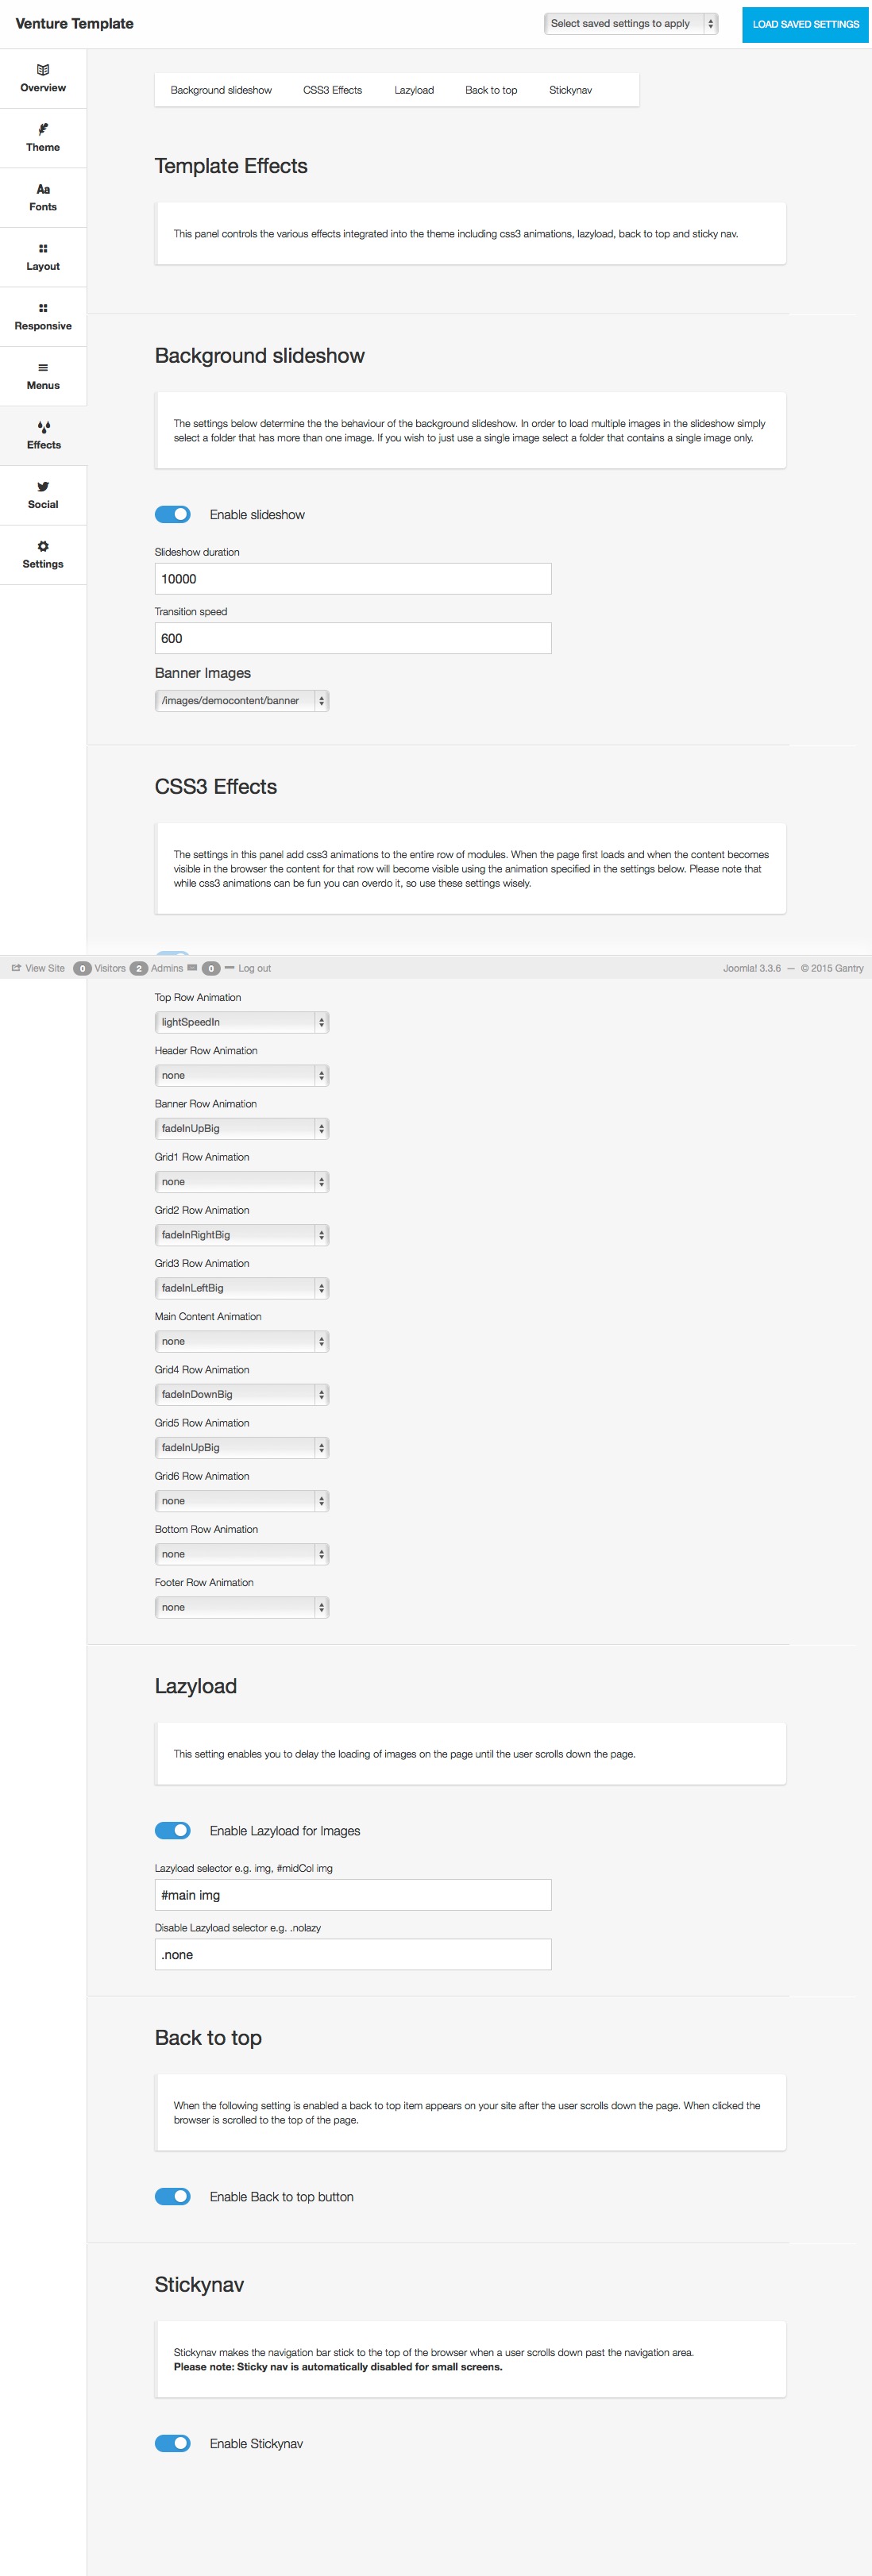 Venture Template
Select saved settings to apply
LOAD SAVED SETTINGS
Overview
Theme
Aa
Fonts
Layout
Responsive
Menus
Effects
Social
Settings
Background slideshow CSS3 Effects Lazyload Back to top Stickynav
Template Effects
This panel controls the various effects integrated into the theme including css3 animations, lazyload, back to top and sticky nav.
Background slideshow
The settings below determine the the behaviour of the background slideshow. In order to load multiple images in the slideshow simply
select a folder that has more than one image. If you wish to just use a single image select a folder that contains a single image only.
Enable slideshow
Slideshow duration
10000
Transition speed
600
Banner Images
/images/democontent/banner
CSS3 Effects
The settings in this panel add css3 animations to the entire row of modules. When the page first loads and when the content becomes
visible in the browser the content for that row will become visible using the animation specified in the settings below. Please note that
while css3 animations can be fun you can overdo it, so use these settings wisely.
View Site 0 Visitors 2 Admins 0 Log out Joomla! 3.3.6 — © 2015 Gantry
Top Row Animation
lightSpeedIn
Header Row Animation
none
Banner Row Animation
fadeInUpBig
Grid1 Row Animation
none
Grid2 Row Animation
fadeInRightBig
Grid3 Row Animation
fadeInLeftBig
Main Content Animation
none
Grid4 Row Animation
fadeInDownBig
Grid5 Row Animation
fadeInUpBig
Grid6 Row Animation
none
Bottom Row Animation
none
Footer Row Animation
none
Lazyload
This setting enables you to delay the loading of images on the page until the user scrolls down the page.
Enable Lazyload for Images
Lazyload selector e.g. img, #midCol img
#main img
Disable Lazyload selector e.g. .nolazy
.none
Back to top
When the following setting is enabled a back to top item appears on your site after the user scrolls down the page. When clicked the
browser is scrolled to the top of the page.
Enable Back to top button
Stickynav
Stickynav makes the navigation bar stick to the top of the browser when a user scrolls down past the navigation area.
Please note: Sticky nav is automatically disabled for small screens.
Enable Stickynav